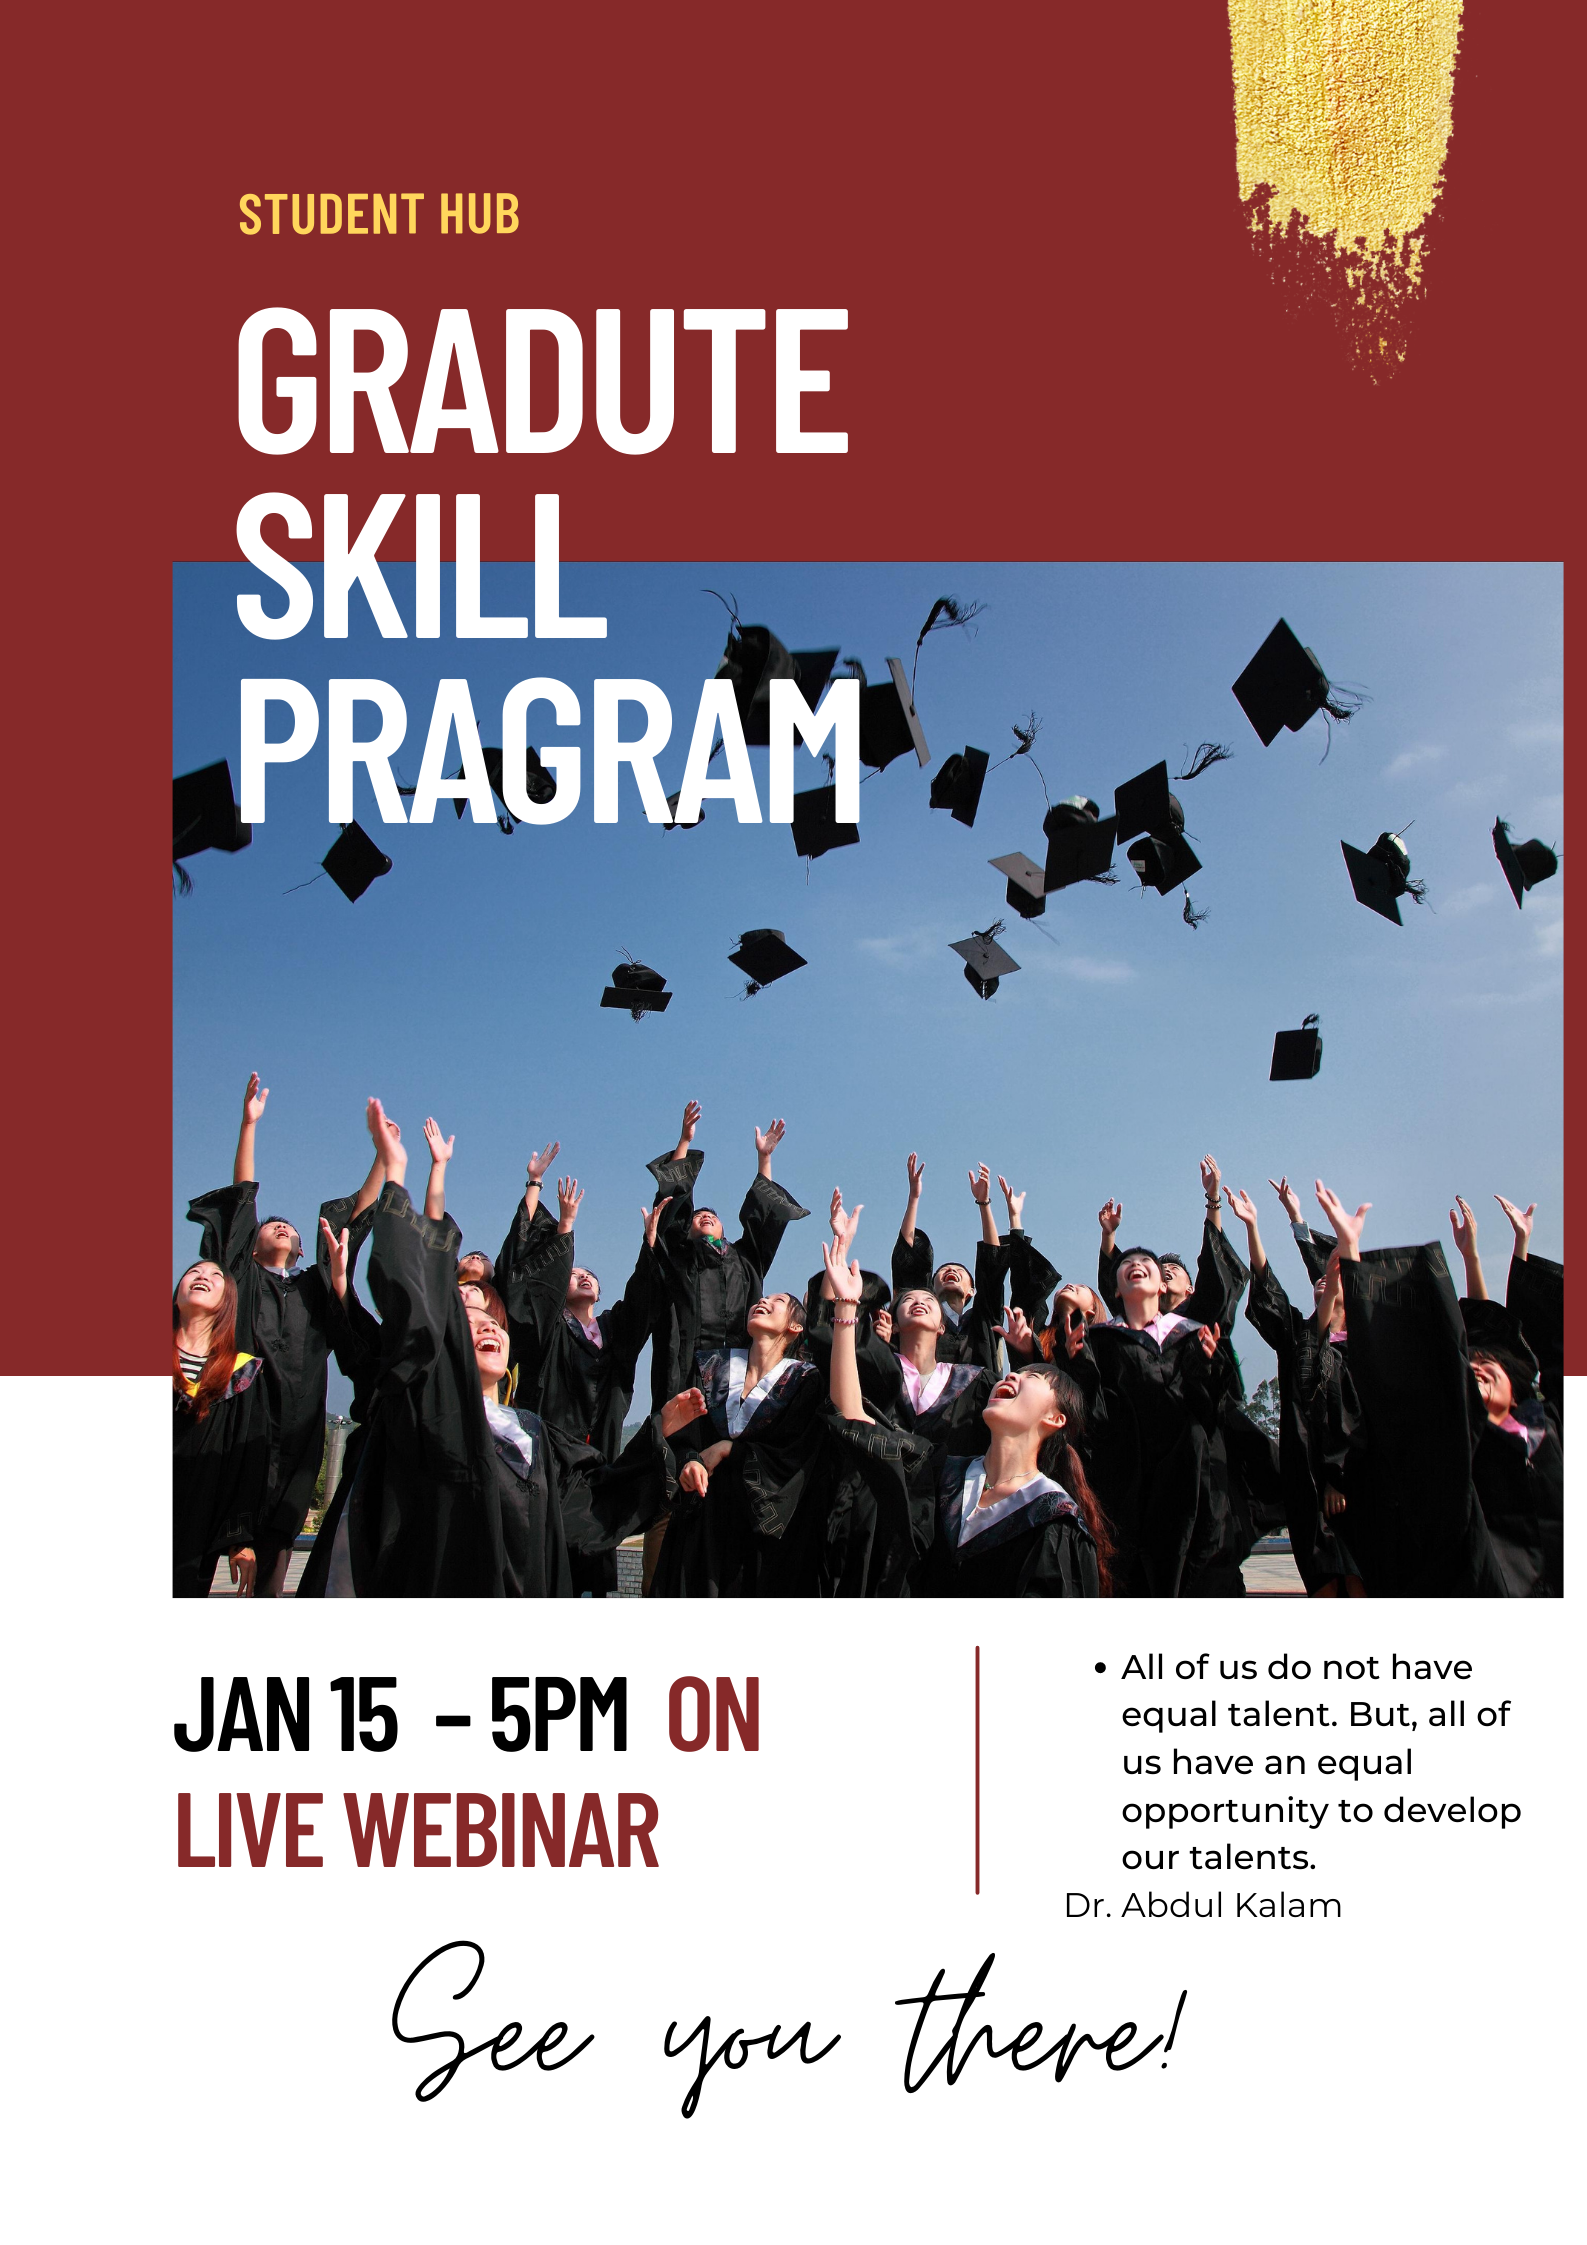 STUDENT HUB
GRADUTE
SKILL
PRAGRAM
JAN 15 – 5PM ON
LIVE WEBINAR
• All of us do not have
equal talent. But, all of
us have an equal
opportunity to develop
our talents.
Dr. Abdul Kalam
See you there!